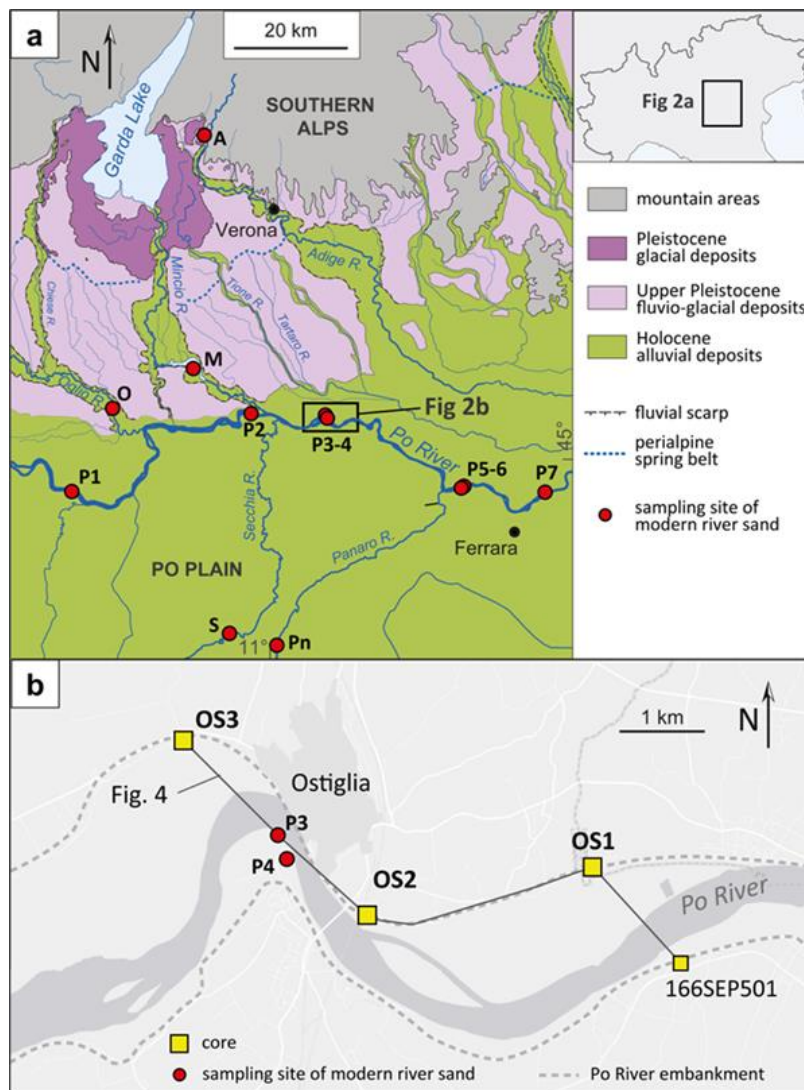 a
N
20 km
SOUTHERN
ALPS
Garda Lake
A
Verona
Adige R.
Mincio R.
Chiese R.
Tione R.
Tartaro R.
Oglio R.
O
M
P2
Fig 2b
P3-4
Po River
P1
P5-6
P7
45°
Secchia R.
Panaro R.
Ferrara
PO PLAIN
S
11°
Pn
Fig 2a
mountain areas
Pleistocene
glacial deposits
Upper Pleistocene
fluvio-glacial deposits
Holocene
alluvial deposits
fluvial scarp
perialpine
spring belt
sampling site of
modern river sand
b
OS3
1 km
N
Fig. 4
Ostiglia
P3
P4
OS2
OS1
Po River
166SEP501
core
sampling site of modern river sand
Po River embankment